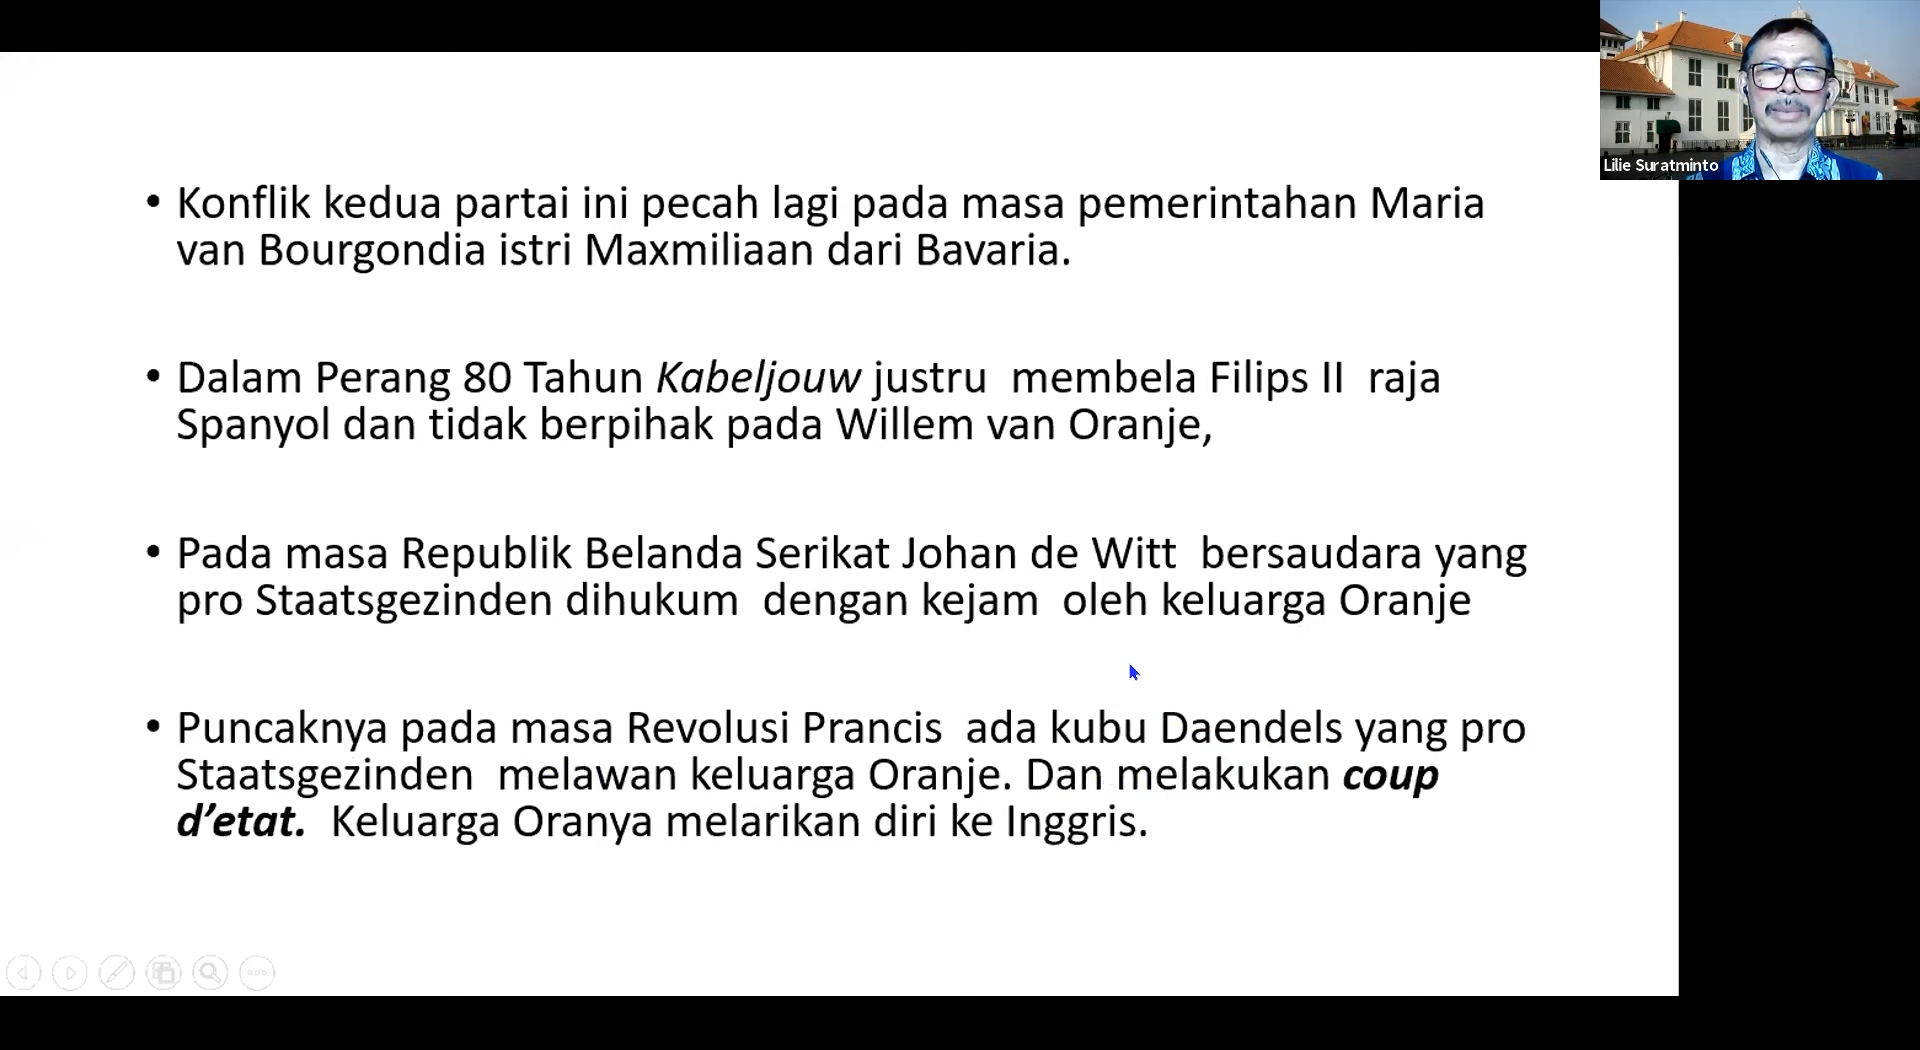 Lilie Suratminto
• Konflik kedua partai ini pecah lagi pada masa pemerintahan Maria
van Bourgondia istri Maxmiliaan dari Bavaria.
• Dalam Perang 80 Tahun Kabeljouw justru membela Filips II raja
Spanyol dan tidak berpihak pada Willem van Oranje,
• Pada masa Republik Belanda Serikat Johan de Witt bersaudara yang
pro Staatsgezinden dihukum dengan kejam oleh keluarga Oranje
• Puncaknya pada masa Revolusi Prancis ada kubu Daendels yang pro
Staatsgezinden melawan keluarga Oranje. Dan melakukan coup
d’etat. Keluarga Oranya melarikan diri ke Inggris.